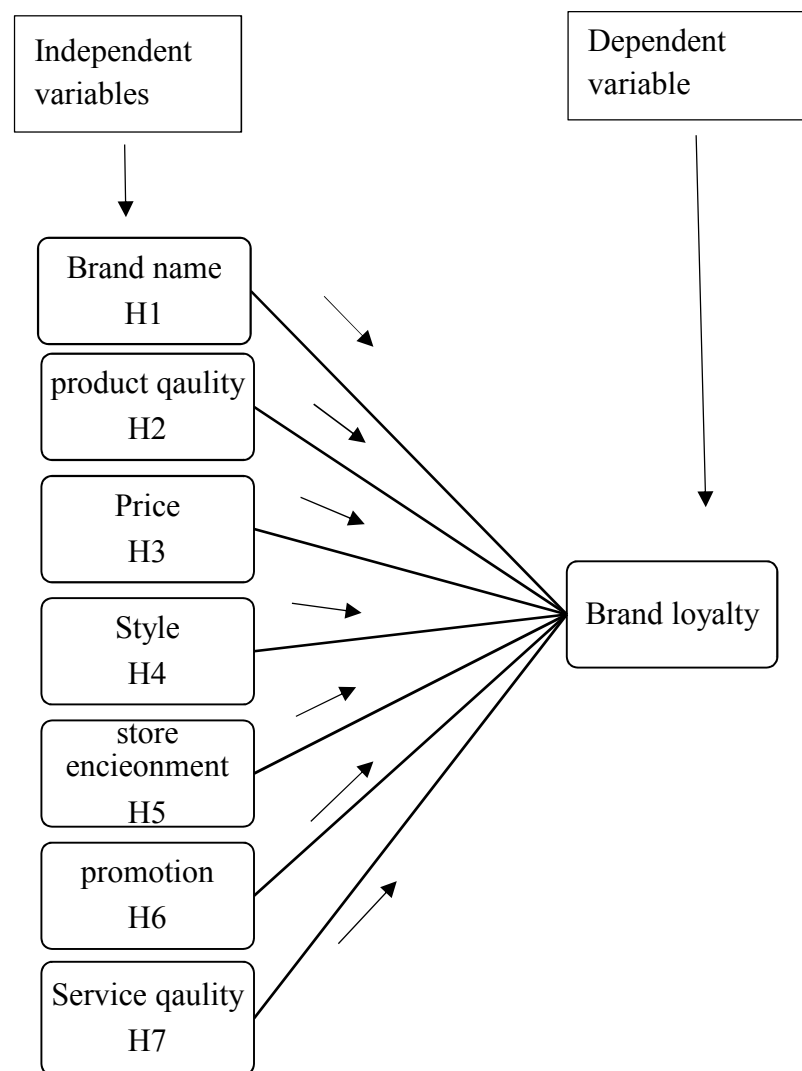 Independent
variables
Dependent
variable
Brand name
H1
product qaulity
H2
Price
H3
Style
H4
store
encieonment
H5
promotion
H6
Service qaulity
H7
Brand loyalty